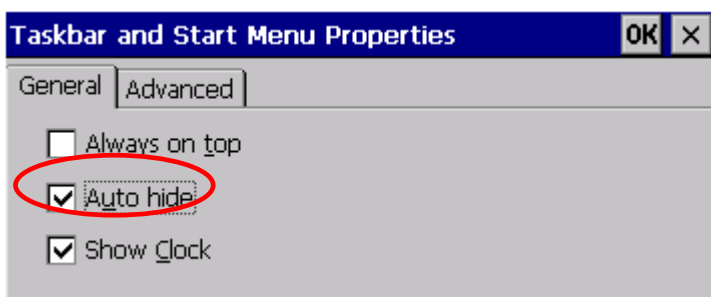 Taskbar and Start Menu Properties OK ×
General Advanced
Always on top
Auto hide
Show Clock